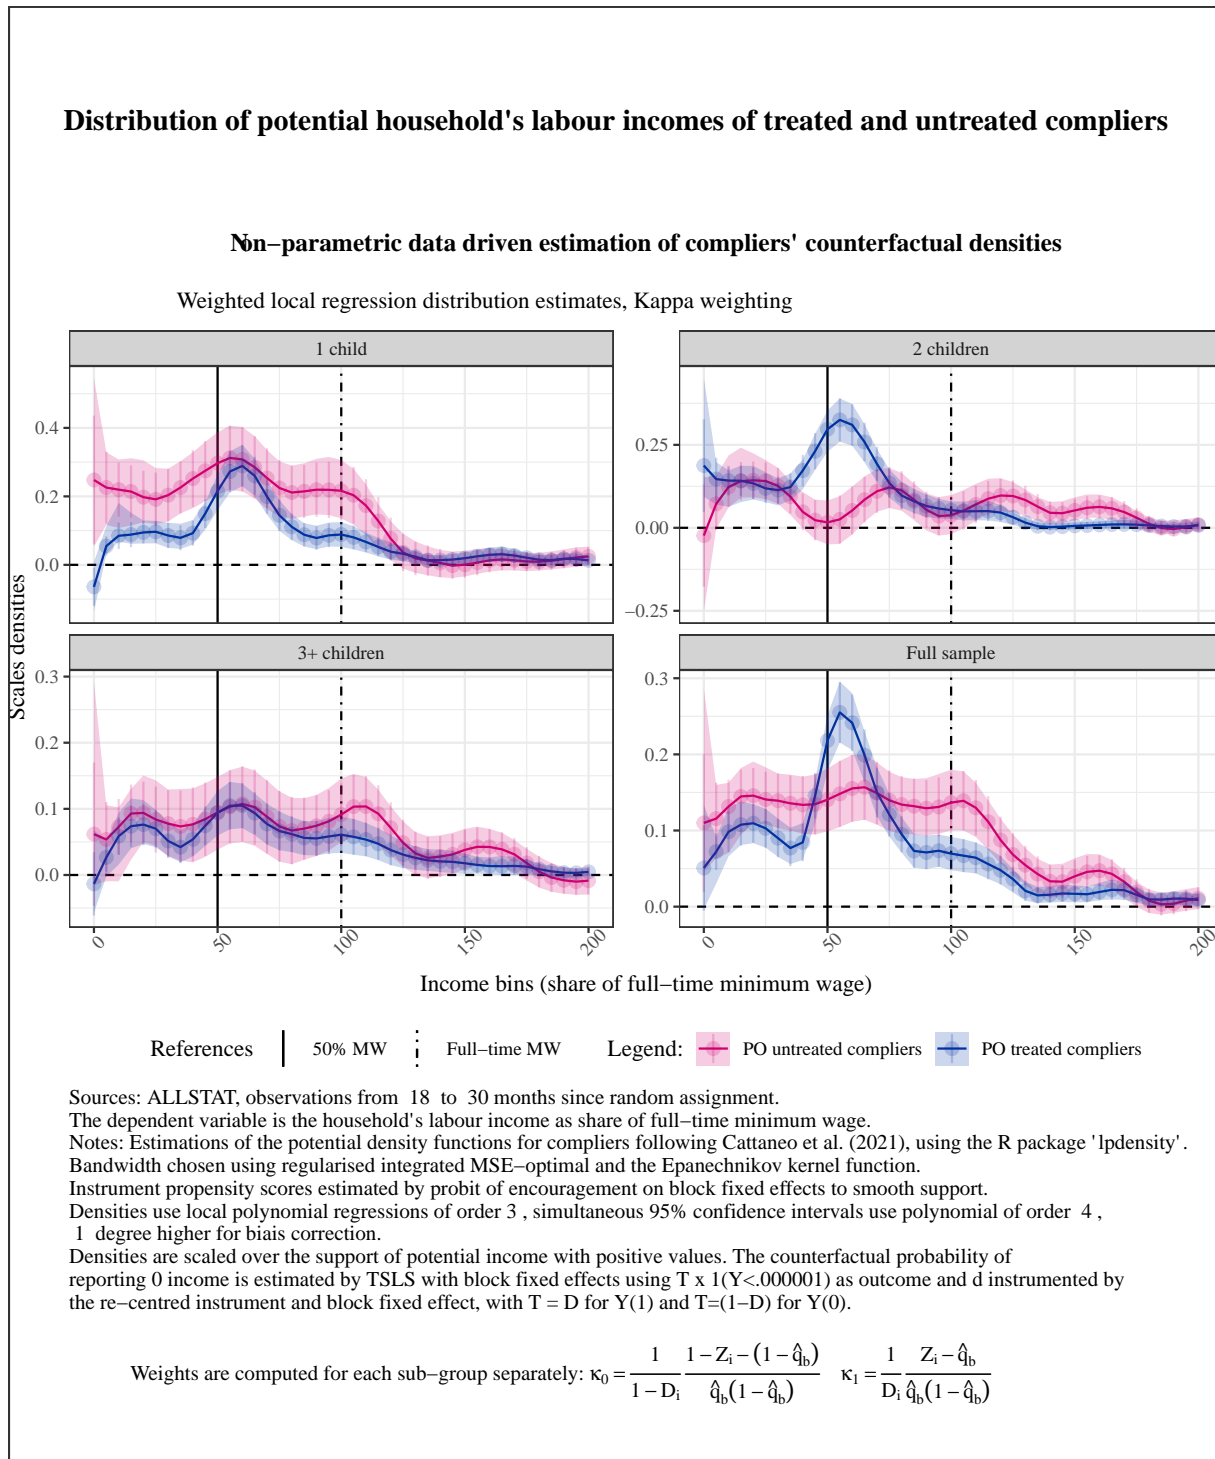 Distribution of potential household's labour incomes of treated and untreated compliers
Non−parametric data driven estimation of compliers' counterfactual densities
Weighted local regression distribution estimates, Kappa weighting
1 child
2 children
0.4
0.2
0.0
0.25
0.00
−0.25
Scales densities
3+ children
Full sample
0.3
0.2
0.1
0.0
0.3
0.2
0.1
0.0
0
50
100
150
200
0
50
100
150
200
Income bins (share of full−time minimum wage)
References 50% MW Full−time MW Legend: PO untreated compliers PO treated compliers
Sources: ALLSTAT, observations from 18 to 30 months since random assignment.
The dependent variable is the household's labour income as share of full−time minimum wage.
Notes: Estimations of the potential density functions for compliers following Cattaneo et al. (2021), using the R package 'lpdensity'.
Bandwidth chosen using regularised integrated MSE−optimal and the Epanechnikov kernel function.
Instrument propensity scores estimated by probit of encouragement on block fixed effects to smooth support.
Densities use local polynomial regressions of order 3 , simultaneous 95% confidence intervals use polynomial of order 4 ,
1 degree higher for biais correction.
Densities are scaled over the support of potential income with positive values. The counterfactual probability of
reporting 0 income is estimated by TSLS with block fixed effects using T x 1(Y<.000001) as outcome and d instrumented by
the re−centred instrument and block fixed effect, with T = D for Y(1) and T=(1−D) for Y(0).
Weights are computed for each sub−group separately: κ₀ = 1/(1 − Dᵢ) (1 − Zᵢ − (1 − q̂_b))/(q̂_b(1 − q̂_b)) κ₁ = 1/Dᵢ (Zᵢ − q̂_b)/(q̂_b(1 − q̂_b))